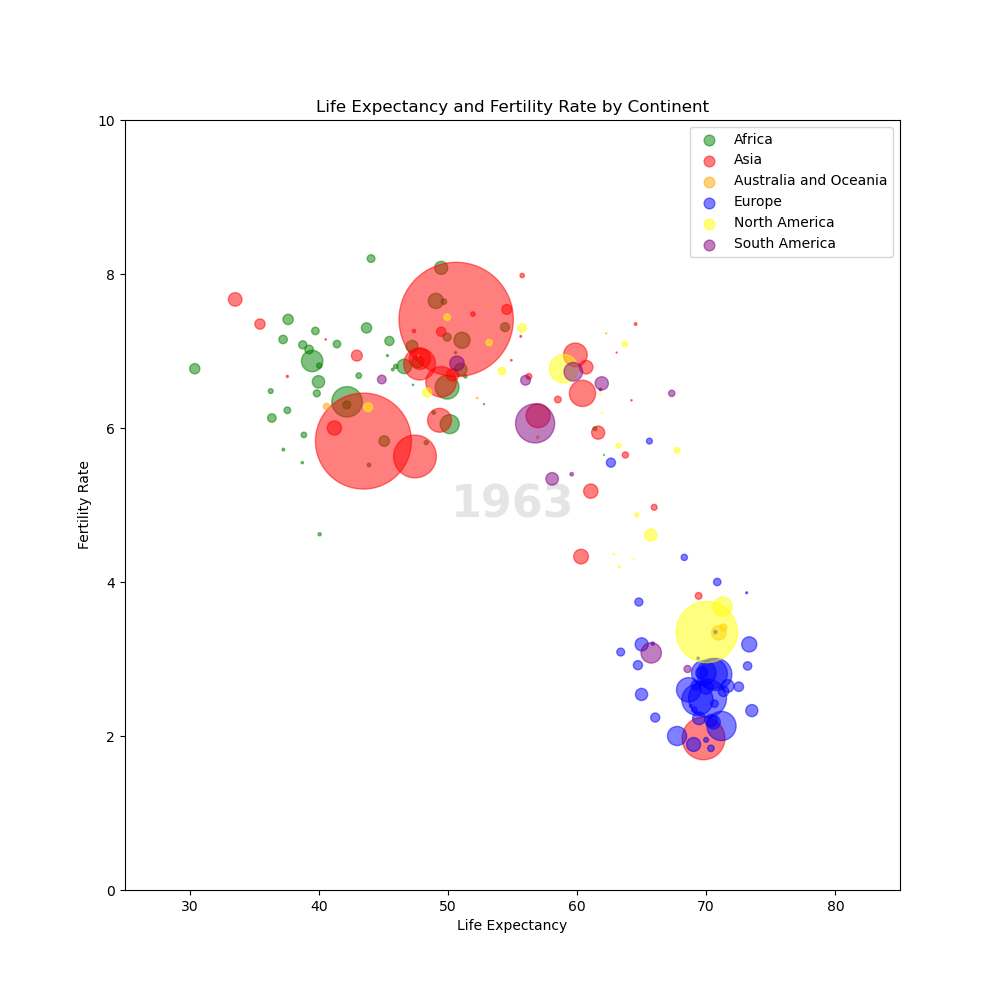 Life Expectancy and Fertility Rate by Continent
10
8
6
4
2
0
Fertility Rate
Africa
Asia
Australia and Oceania
Europe
North America
South America
1963
30 40 50 60 70 80
Life Expectancy